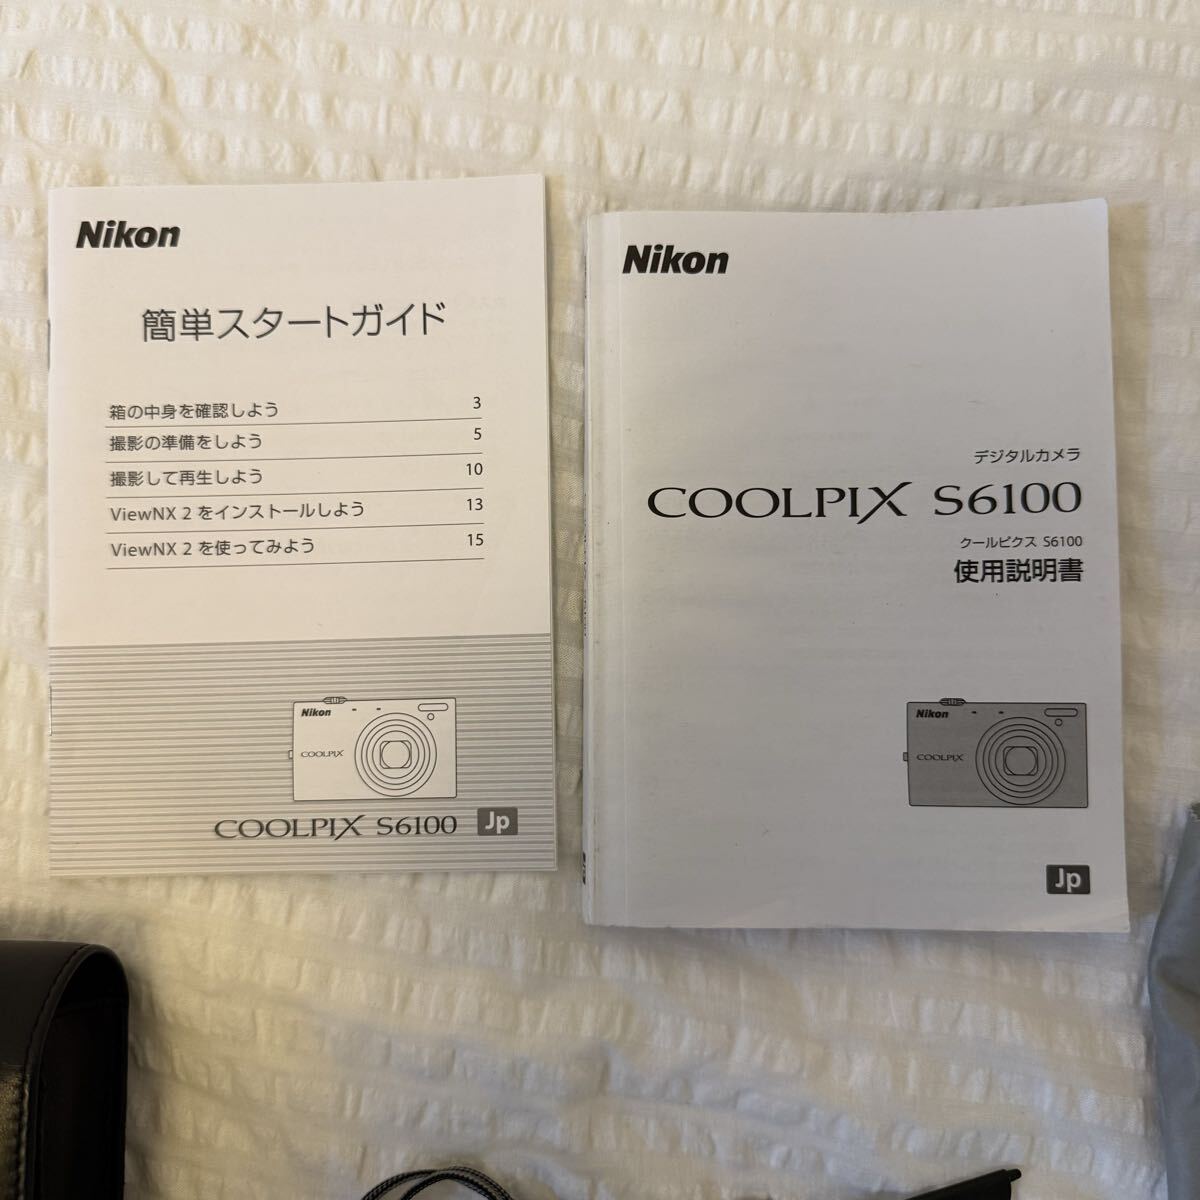 Nikon
簡単スタートガイド
箱の中身を確認しよう 3
撮影の準備をしよう 5
撮影して再生しよう 10
ViewNX 2 をインストールしよう 13
ViewNX 2 を使ってみよう 15
Nikon
COOLPIX
COOLPIX S6100 Jp
Nikon
デジタルカメラ
COOLPIX S6100
クールピクス S6100
使用説明書
Nikon
COOLPIX
Jp